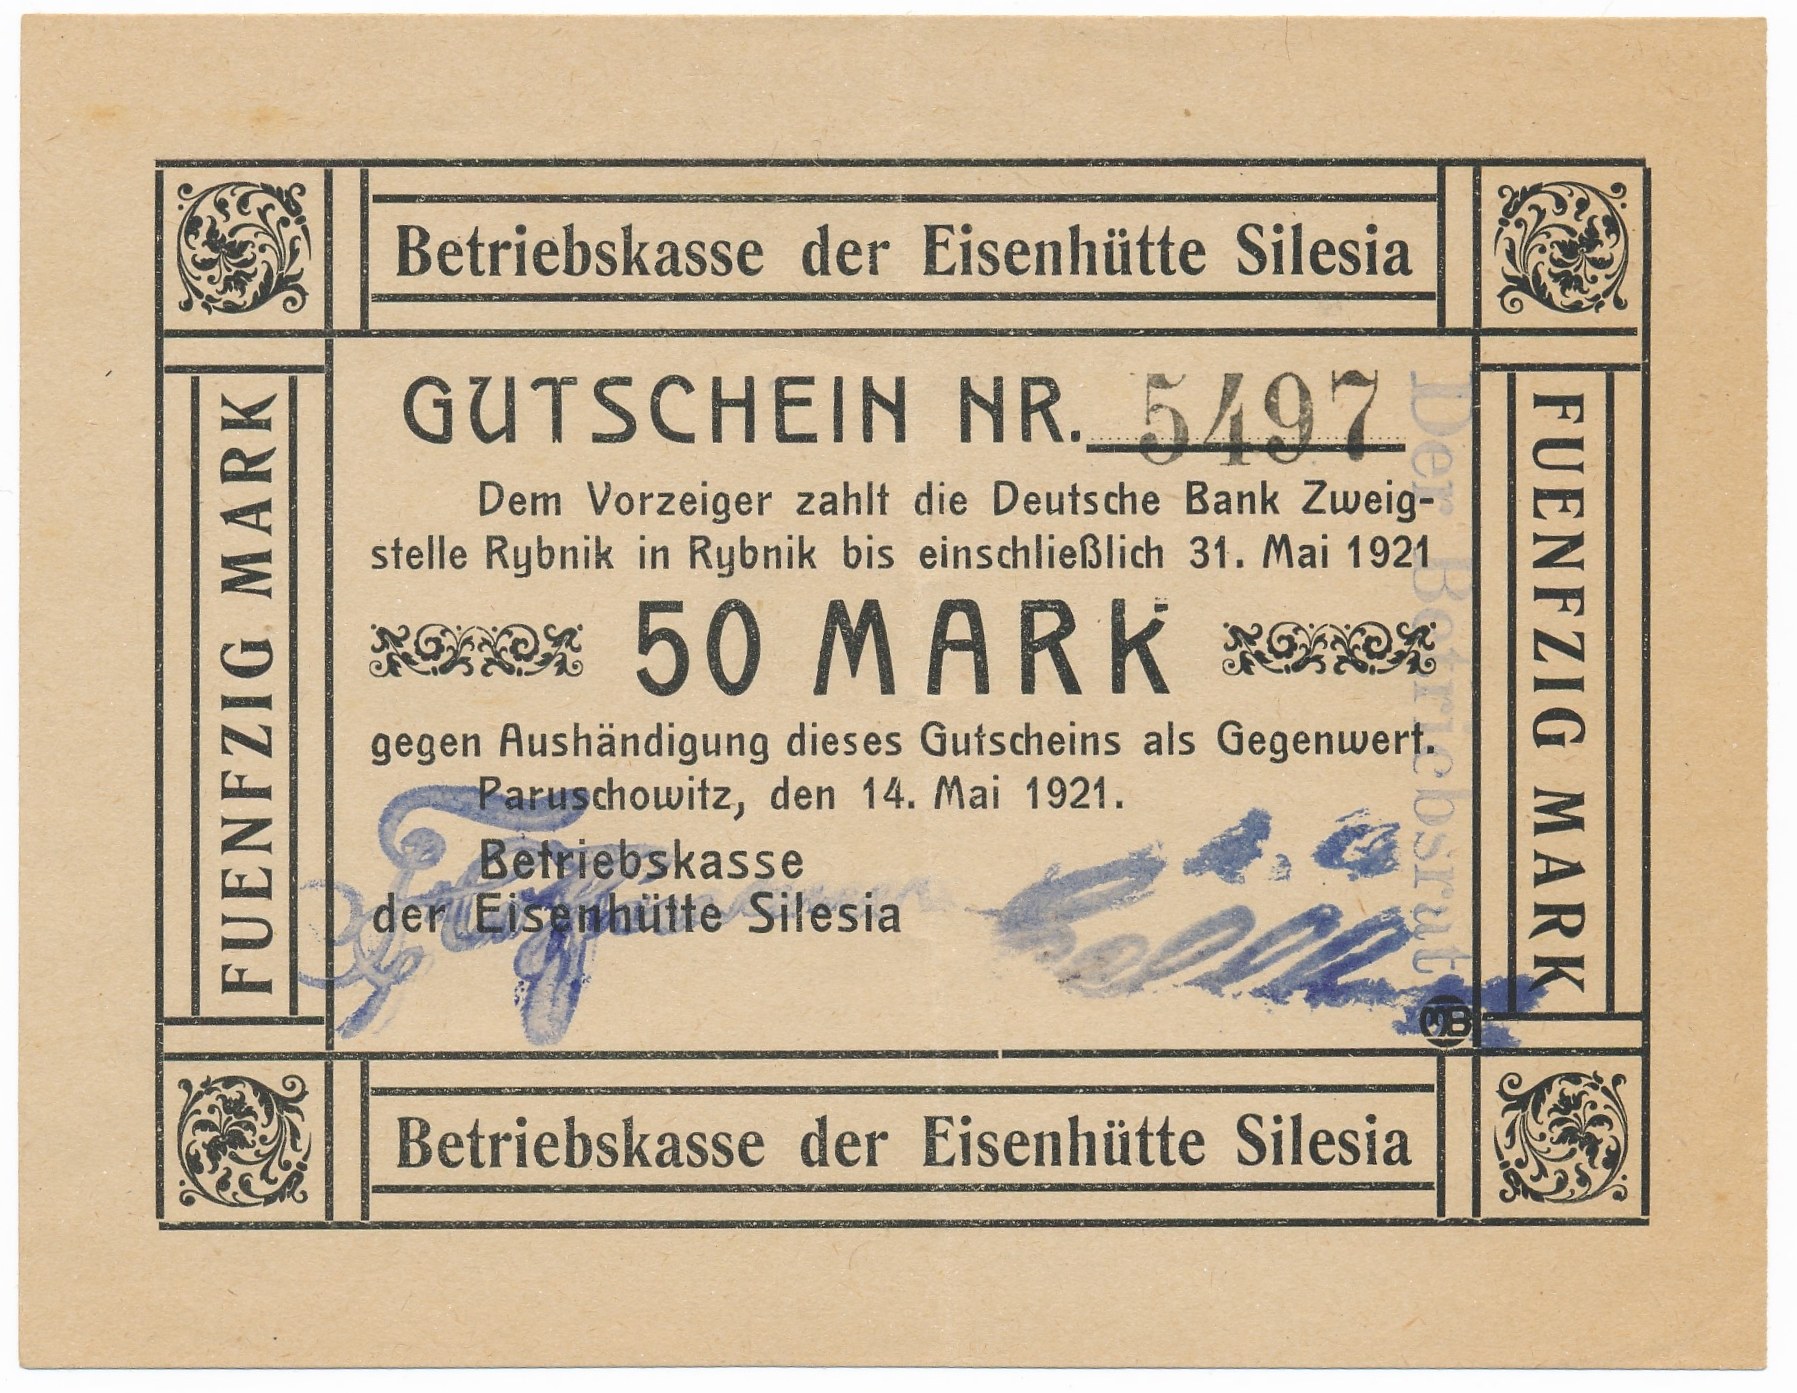 Betriebskasse der Eisenhütte Silesia
FUENFZIG MARK
GUTSCHEIN NR. 5497
Dem Vorzeiger zahlt die Deutsche Bank Zweig-
stelle Rybnik in Rybnik bis einschließlich 31. Mai 1921
50 MARK
gegen Aushändigung dieses Gutscheins als Gegenwert.
Paruschowitz, den 14. Mai 1921.
Betriebskasse
der Eisenhütte Silesia
Der Betriebsrat
FUENFZIG MARK
Betriebskasse der Eisenhütte Silesia